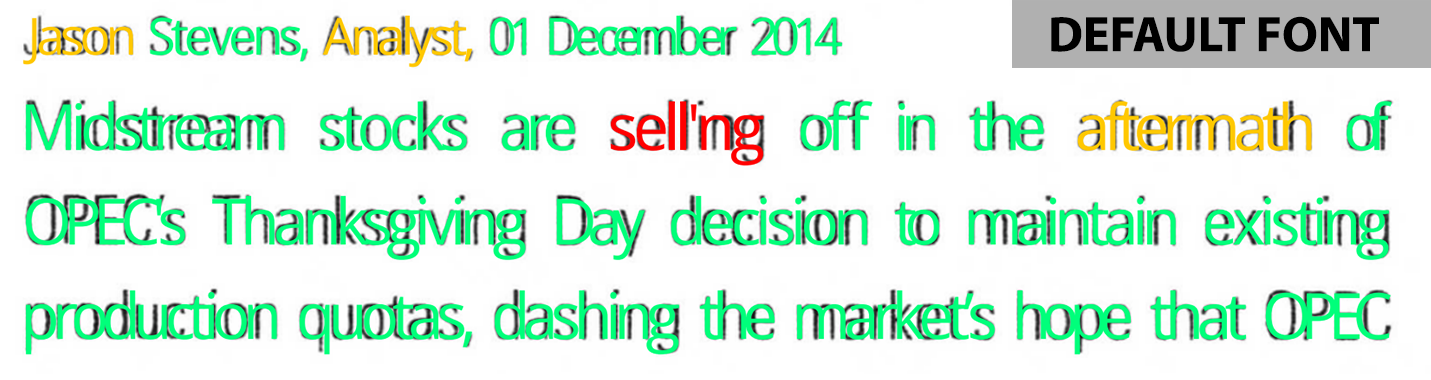 Jason Stevens, Analyst, 01 December 2014
DEFAULT FONT
Midstream stocks are sell'ng off in the aftermath of
OPEC's Thanksgiving Day decision to maintain existing
production quotas, dashing the market's hope that OPEC